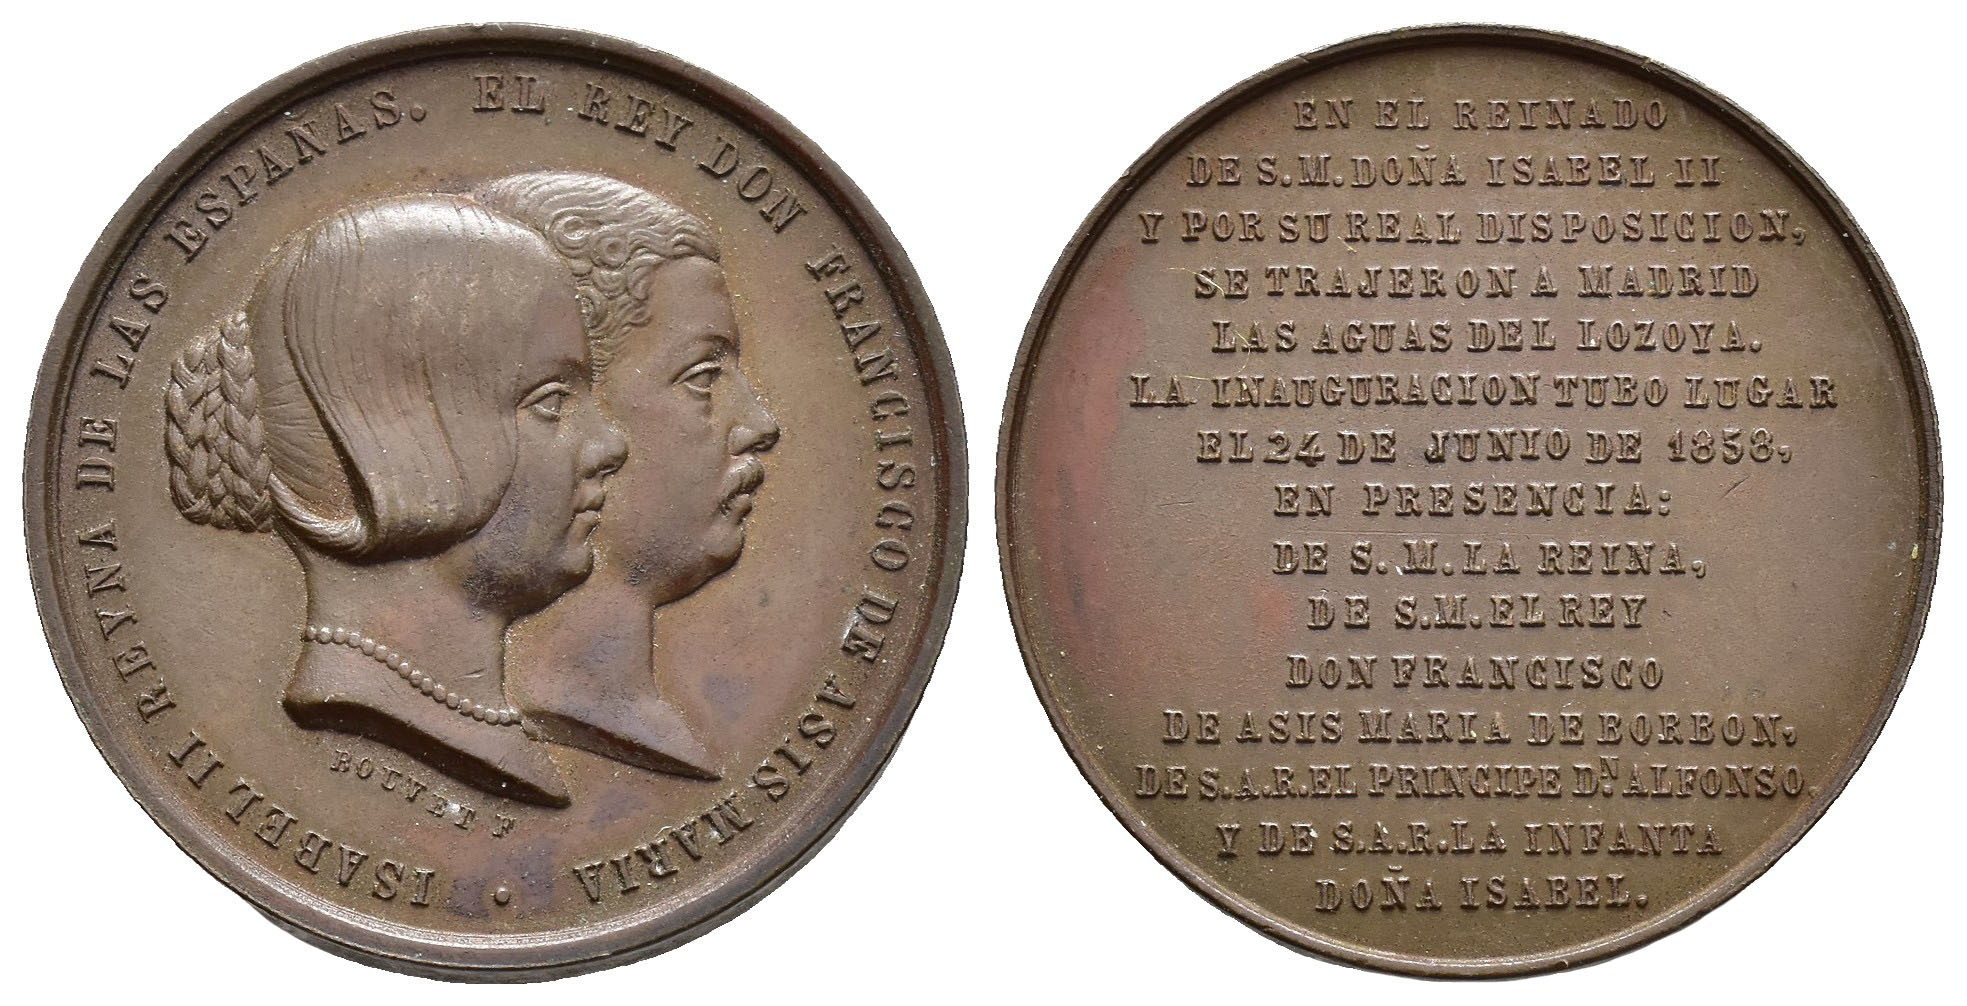 ISABEL II REYNA DE LAS ESPAÑAS. EL REY DON FRANCISCO DE ASIS MARIA •
BOUVET F
EN EL REINADO
DE S.M. DOÑA ISABEL II
Y POR SU REAL DISPOSICION,
SE TRAJERON A MADRID
LAS AGUAS DEL LOZOYA.
LA INAUGURACION TUBO LUGAR
EL 24 DE JUNIO DE 1858,
EN PRESENCIA:
DE S. M. LA REINA,
DE S.M. EL REY
DON FRANCISCO
DE ASIS MARIA DE BORBON,
DE S.A.R. EL PRINCIPE D.N ALFONSO,
Y DE S.A.R. LA INFANTA
DOÑA ISABEL.